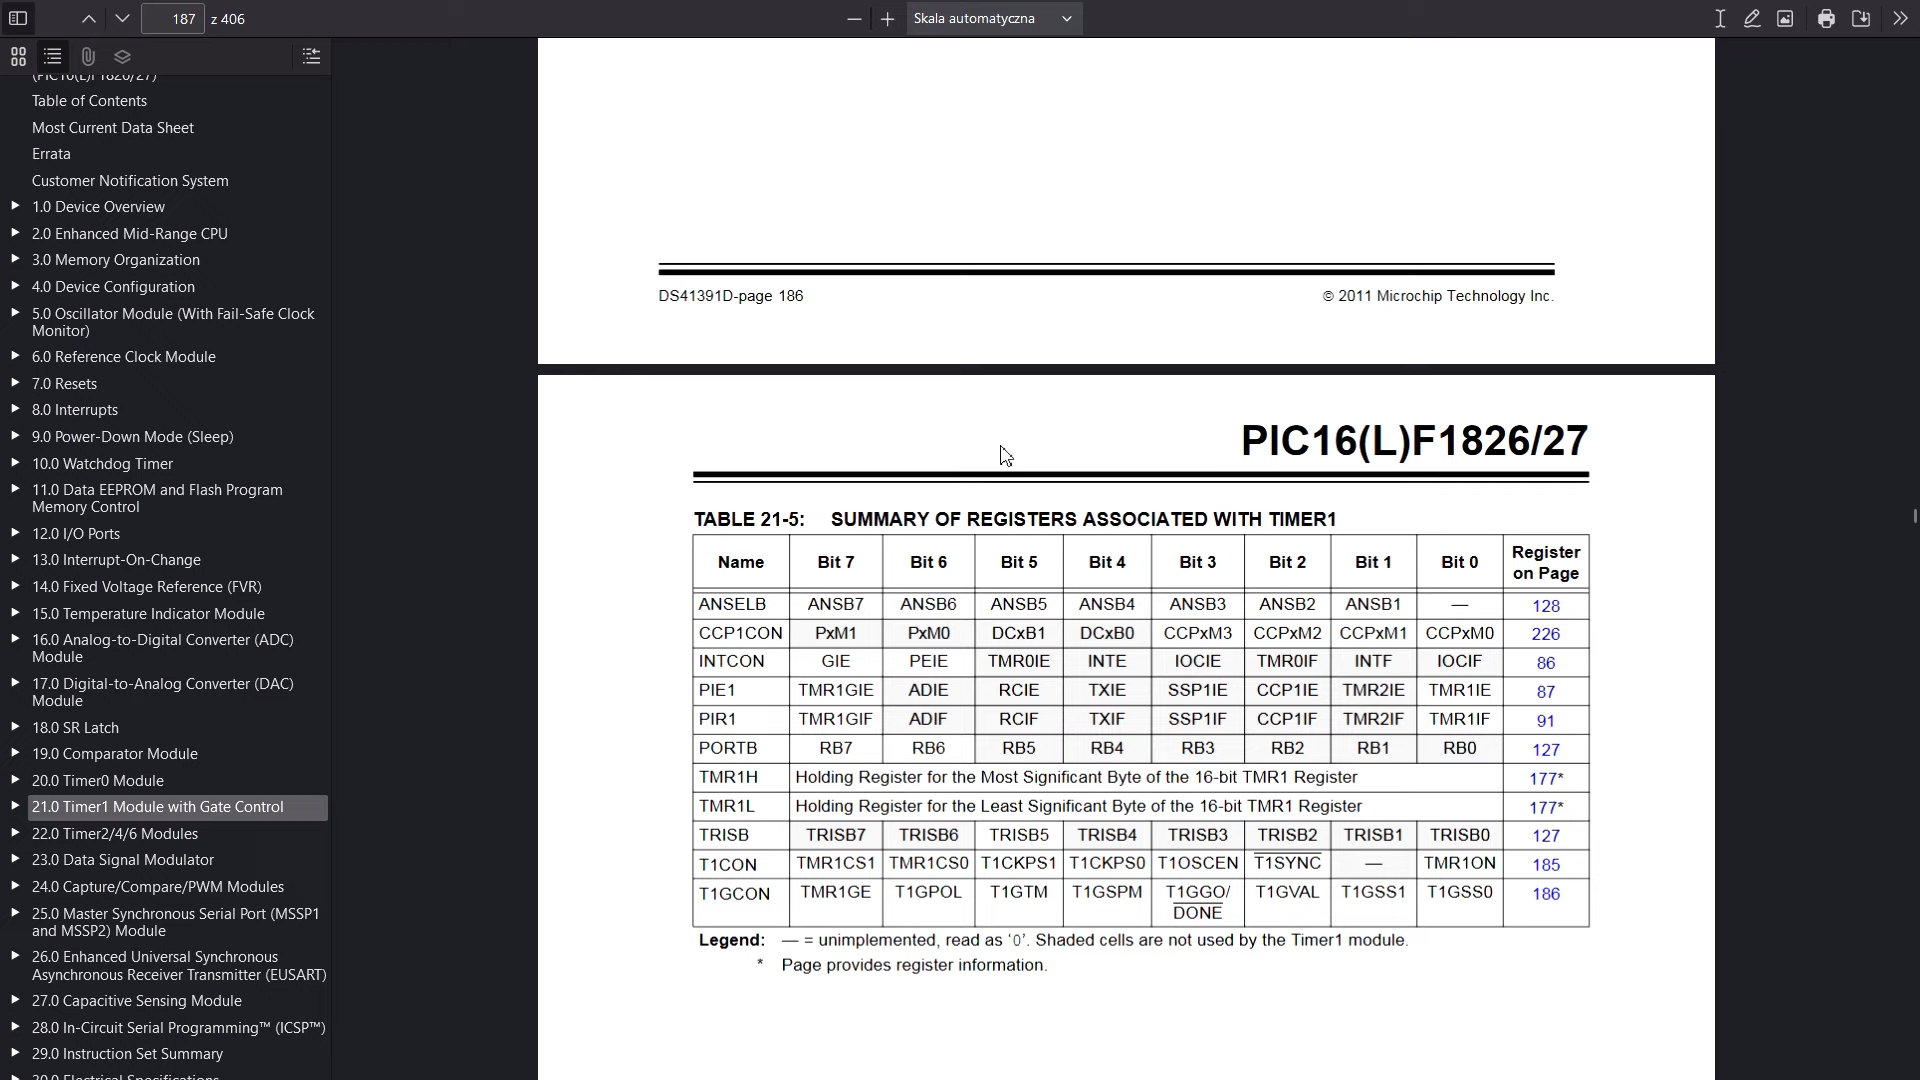 187 z 406
Skala automatyczna
(PIC16(L)F1826/27)
Table of Contents
Most Current Data Sheet
Errata
Customer Notification System
1.0 Device Overview
2.0 Enhanced Mid-Range CPU
3.0 Memory Organization
4.0 Device Configuration
5.0 Oscillator Module (With Fail-Safe Clock
Monitor)
6.0 Reference Clock Module
7.0 Resets
8.0 Interrupts
9.0 Power-Down Mode (Sleep)
10.0 Watchdog Timer
11.0 Data EEPROM and Flash Program
Memory Control
12.0 I/O Ports
13.0 Interrupt-On-Change
14.0 Fixed Voltage Reference (FVR)
15.0 Temperature Indicator Module
16.0 Analog-to-Digital Converter (ADC)
Module
17.0 Digital-to-Analog Converter (DAC)
Module
18.0 SR Latch
19.0 Comparator Module
20.0 Timer0 Module
21.0 Timer1 Module with Gate Control
22.0 Timer2/4/6 Modules
23.0 Data Signal Modulator
24.0 Capture/Compare/PWM Modules
25.0 Master Synchronous Serial Port (MSSP1
and MSSP2) Module
26.0 Enhanced Universal Synchronous
Asynchronous Receiver Transmitter (EUSART)
27.0 Capacitive Sensing Module
28.0 In-Circuit Serial Programming™ (ICSP™)
29.0 Instruction Set Summary
30.0 Electrical Specifications
DS41391D-page 186
© 2011 Microchip Technology Inc.
PIC16(L)F1826/27
TABLE 21-5: SUMMARY OF REGISTERS ASSOCIATED WITH TIMER1
Name Bit 7 Bit 6 Bit 5 Bit 4 Bit 3 Bit 2 Bit 1 Bit 0 Register
on Page
ANSELB ANSB7 ANSB6 ANSB5 ANSB4 ANSB3 ANSB2 ANSB1 — 128
CCP1CON PxM1 PxM0 DCxB1 DCxB0 CCPxM3 CCPxM2 CCPxM1 CCPxM0 226
INTCON GIE PEIE TMR0IE INTE IOCIE TMR0IF INTF IOCIF 86
PIE1 TMR1GIE ADIE RCIE TXIE SSP1IE CCP1IE TMR2IE TMR1IE 87
PIR1 TMR1GIF ADIF RCIF TXIF SSP1IF CCP1IF TMR2IF TMR1IF 91
PORTB RB7 RB6 RB5 RB4 RB3 RB2 RB1 RB0 127
TMR1H Holding Register for the Most Significant Byte of the 16-bit TMR1 Register 177*
TMR1L Holding Register for the Least Significant Byte of the 16-bit TMR1 Register 177*
TRISB TRISB7 TRISB6 TRISB5 TRISB4 TRISB3 TRISB2 TRISB1 TRISB0 127
T1CON TMR1CS1 TMR1CS0 T1CKPS1 T1CKPS0 T1OSCEN T1SYNC — TMR1ON 185
T1GCON TMR1GE T1GPOL T1GTM T1GSPM T1GGO/ T1GVAL T1GSS1 T1GSS0 186
DONE
Legend: — = unimplemented, read as ‘0’. Shaded cells are not used by the Timer1 module.
* Page provides register information.